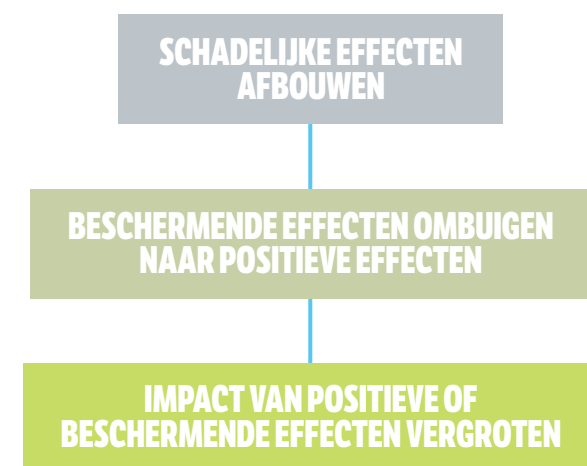 SCHADELIJKE EFFECTEN
AFBOUWEN
BESCHERMENDE EFFECTEN OMBUIGEN
NAAR POSITIEVE EFFECTEN
IMPACT VAN POSITIEVE OF
BESCHERMENDE EFFECTEN VERGROTEN